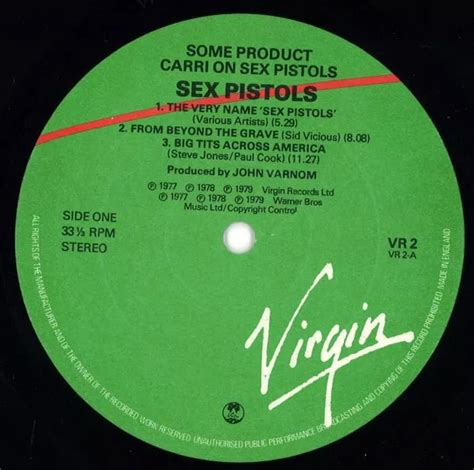 SOME PRODUCT
CARRI ON SEX PISTOLS
SEX PISTOLS
1. THE VERY NAME 'SEX PISTOLS'
(Various Artists) (5.29)
2. FROM BEYOND THE GRAVE (Sid Vicious) (8.08)
3. BIG TITS ACROSS AMERICA
(Steve Jones/Paul Cook) (11.27)
Produced by JOHN VARNOM
℗ 1977 ℗ 1978 ℗ 1979 Virgin Records Ltd
© 1977 © 1978 © 1979 Warner Bros
Music Ltd/Copyright Control
SIDE ONE
33⅓ RPM
STEREO
VR 2
VR 2-A
Virgin
ALL RIGHTS OF THE MANUFACTURER AND OF THE OWNER OF THE RECORDED WORK RESERVED UNAUTHORISED PUBLIC PERFORMANCE BROADCASTING AND COPYING OF THIS RECORD PROHIBITED. MADE IN ENGLAND